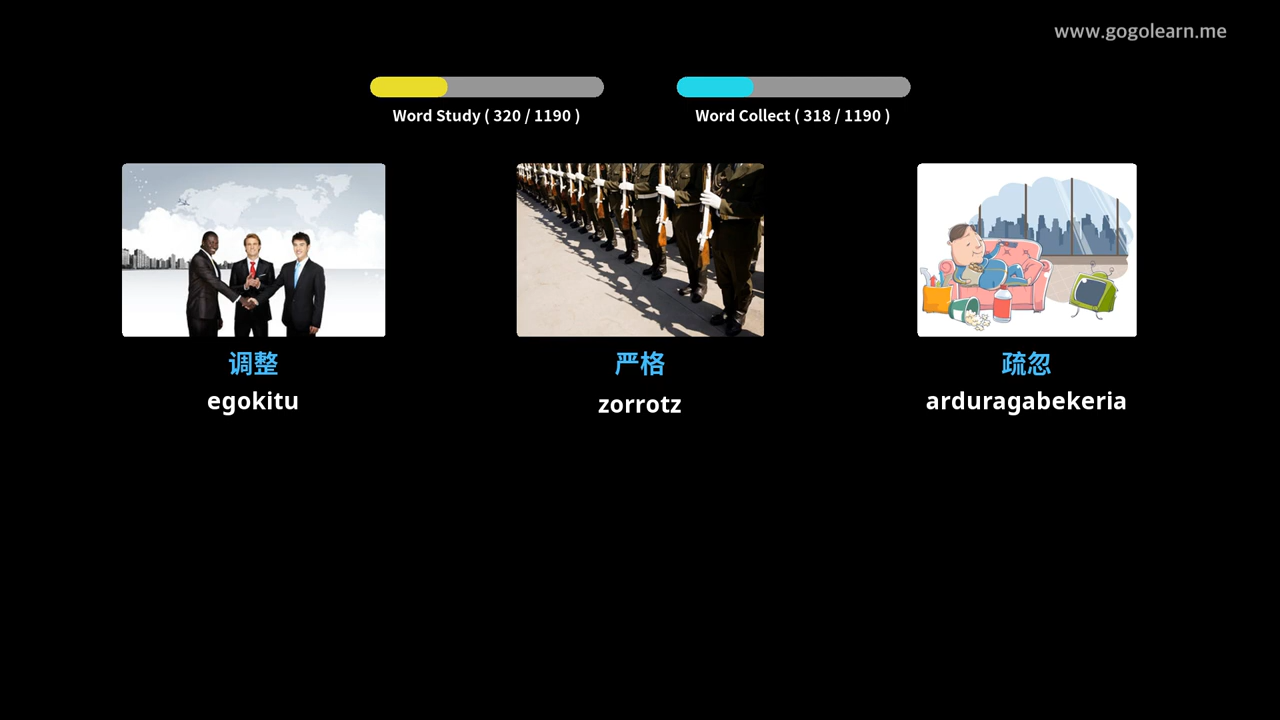 www.gogolearn.me
Word Study ( 320 / 1190 )
Word Collect ( 318 / 1190 )
调整
egokitu
严格
zorrotz
疏忽
arduragabekeria